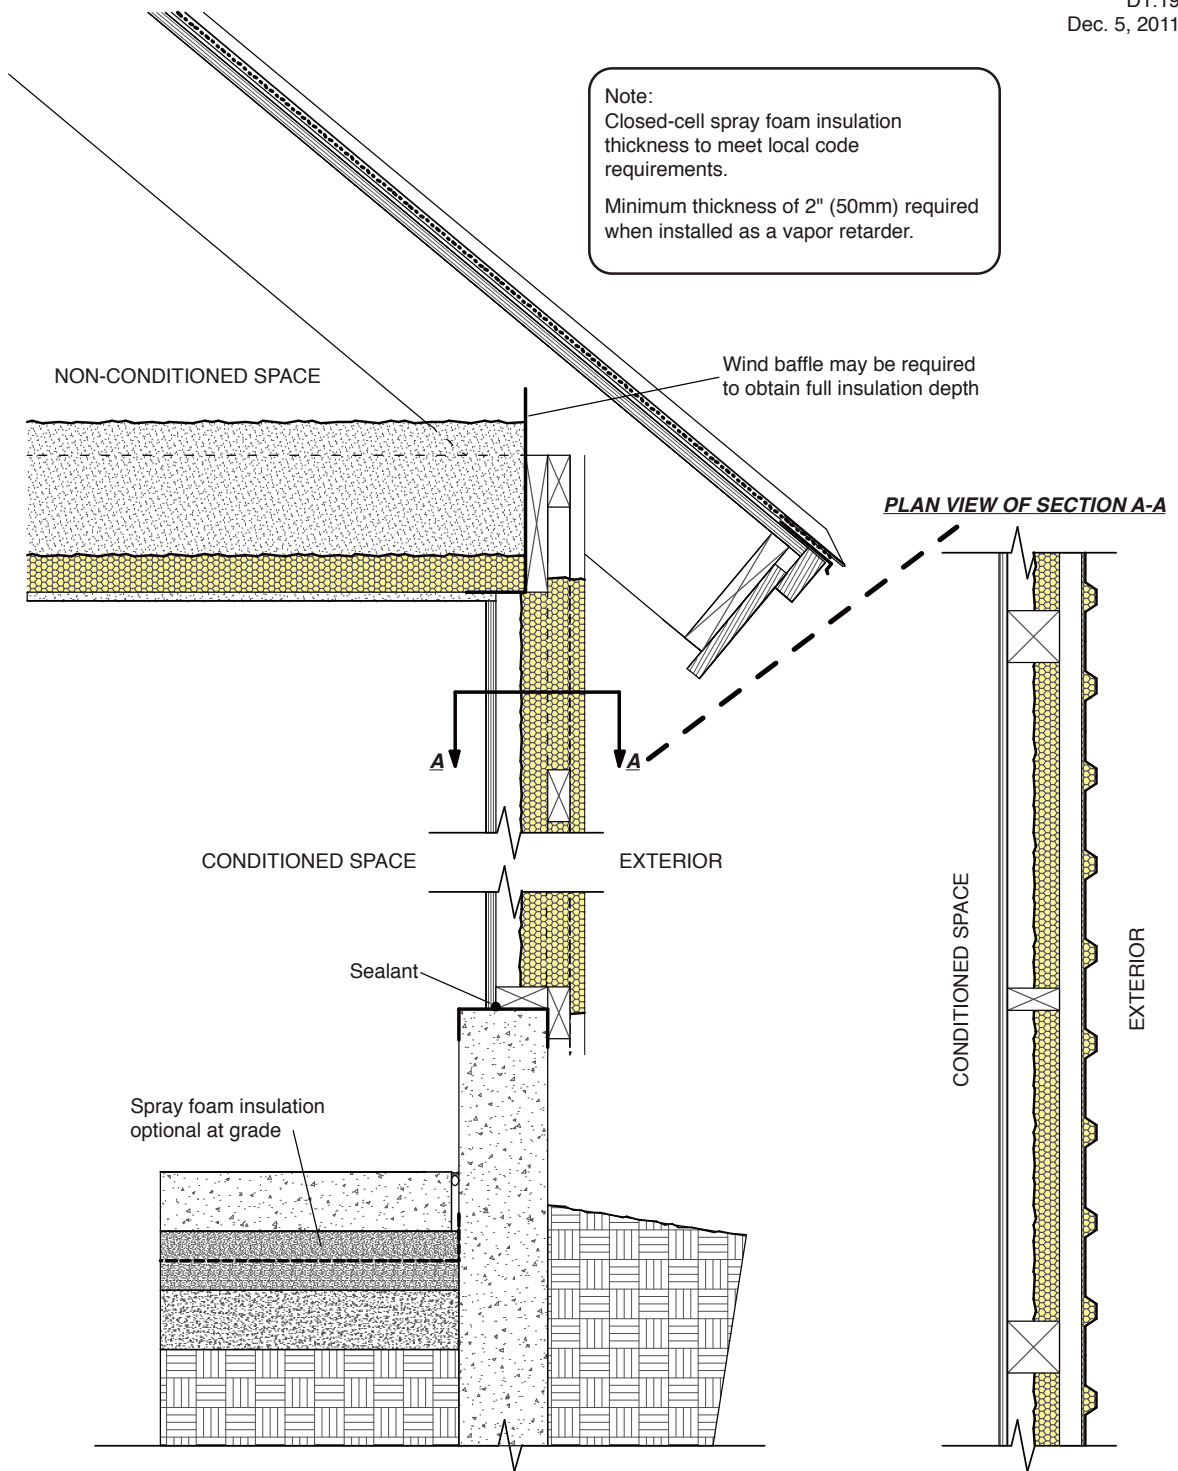 D1.19
Dec. 5, 2011
Note:
Closed-cell spray foam insulation
thickness to meet local code
requirements.
Minimum thickness of 2" (50mm) required
when installed as a vapor retarder.
Wind baffle may be required
to obtain full insulation depth
NON-CONDITIONED SPACE
PLAN VIEW OF SECTION A-A
A
A
CONDITIONED SPACE
EXTERIOR
Sealant
Spray foam insulation
optional at grade
CONDITIONED SPACE
EXTERIOR